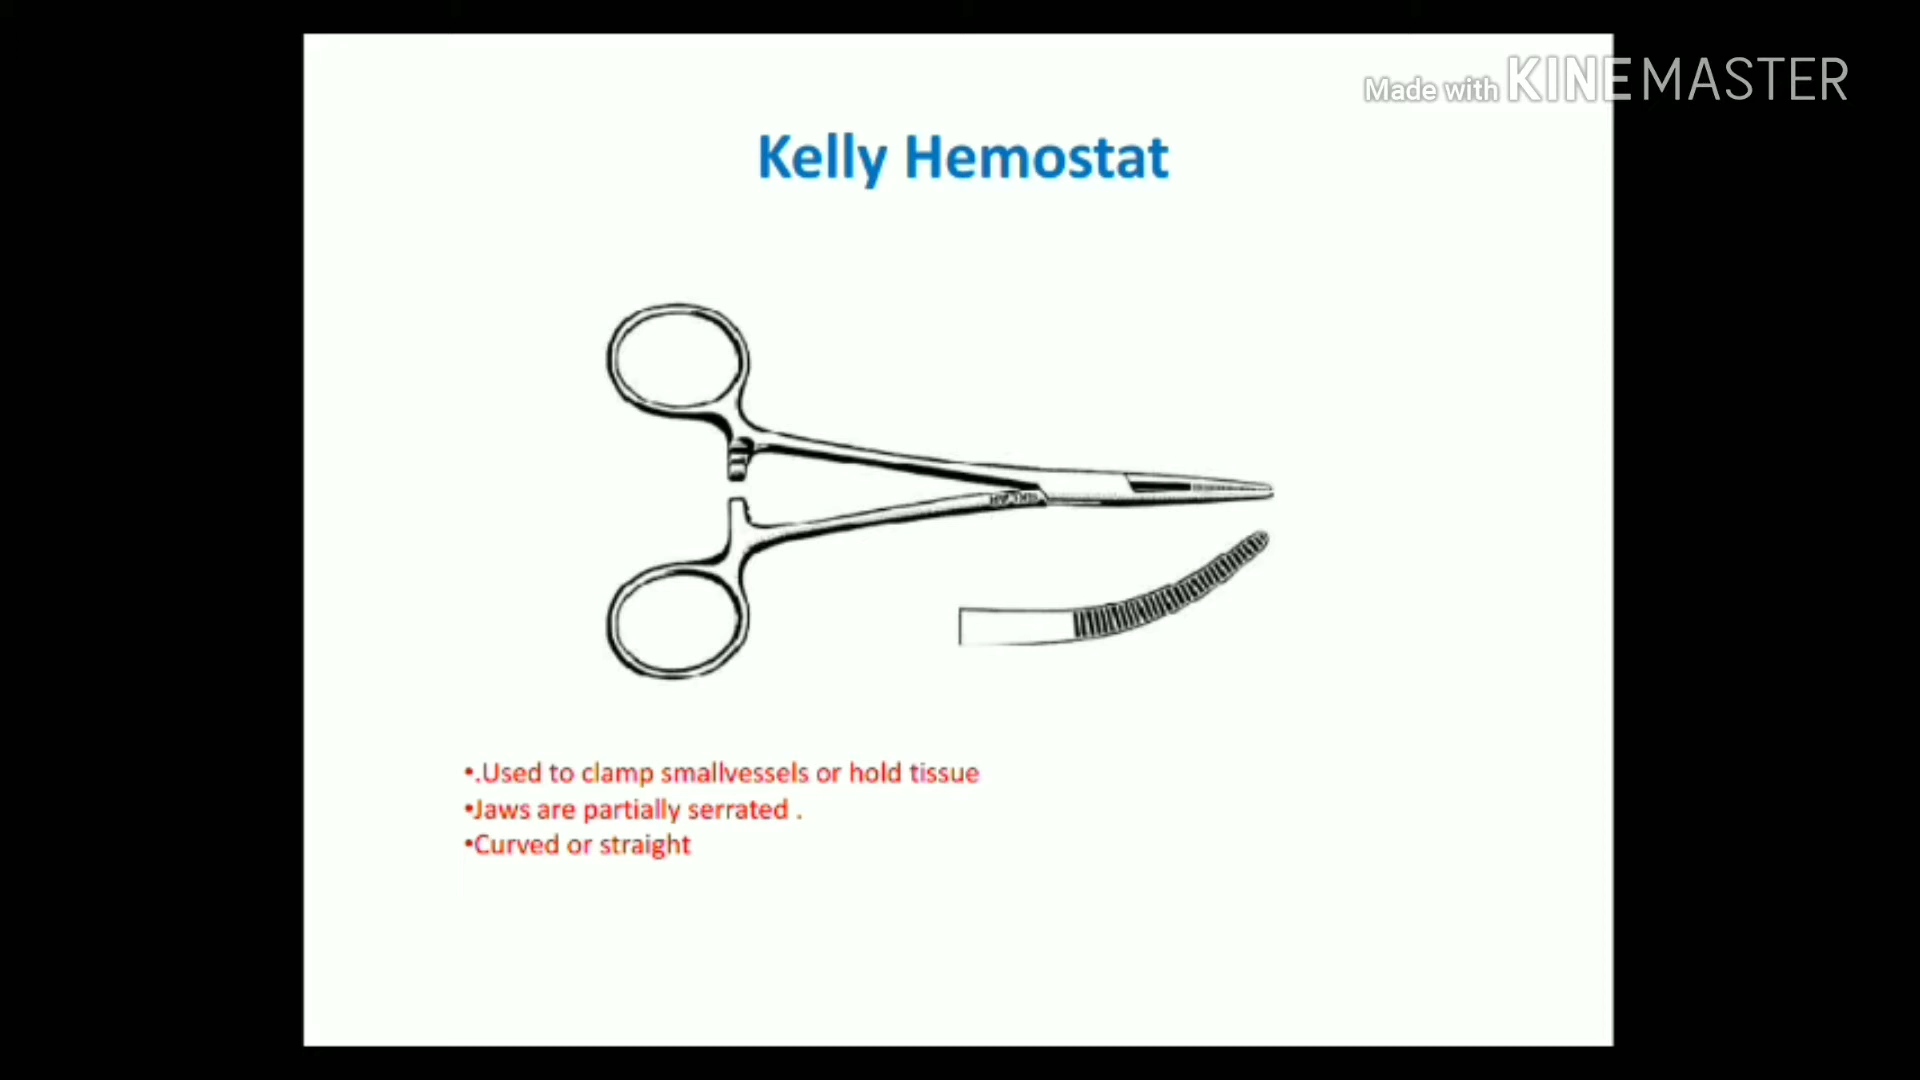 Made with KINEMASTER
Kelly Hemostat
•.Used to clamp smallvessels or hold tissue
•Jaws are partially serrated .
•Curved or straight